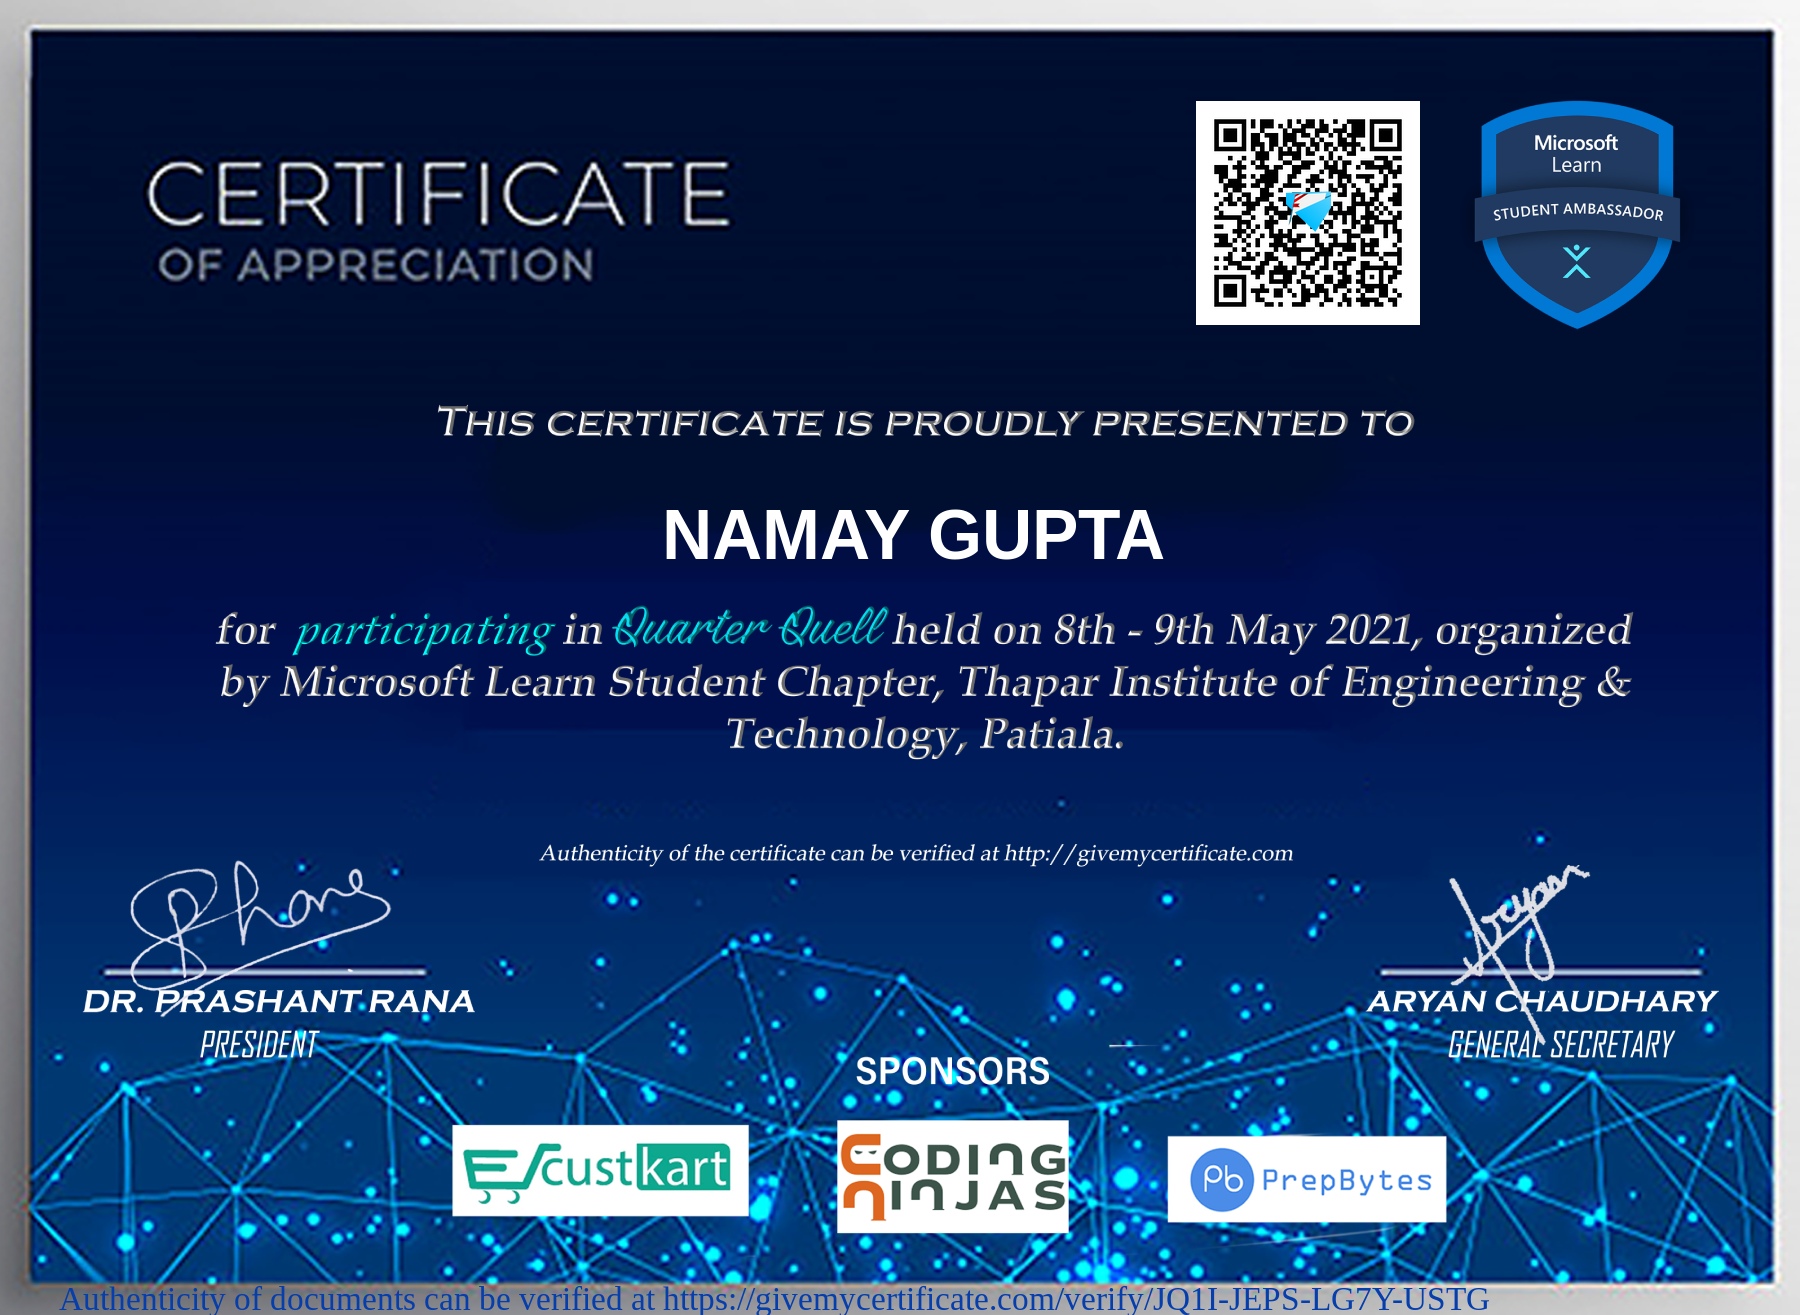 CERTIFICATE
OF APPRECIATION
Microsoft
Learn
STUDENT AMBASSADOR
THIS CERTIFICATE IS PROUDLY PRESENTED TO
NAMAY GUPTA
for participating in Quarter Quell held on 8th - 9th May 2021, organized
by Microsoft Learn Student Chapter, Thapar Institute of Engineering &
Technology, Patiala.
Authenticity of the certificate can be verified at http://givemycertificate.com
DR. PRASHANT RANA
PRESIDENT
Aryan
ARYAN CHAUDHARY
GENERAL SECRETARY
SPONSORS
custkart
CODING
NINJAS
Pb PrepBytes
Authenticity of documents can be verified at https://givemycertificate.com/verify/JQ1I-JEPS-LG7Y-USTG